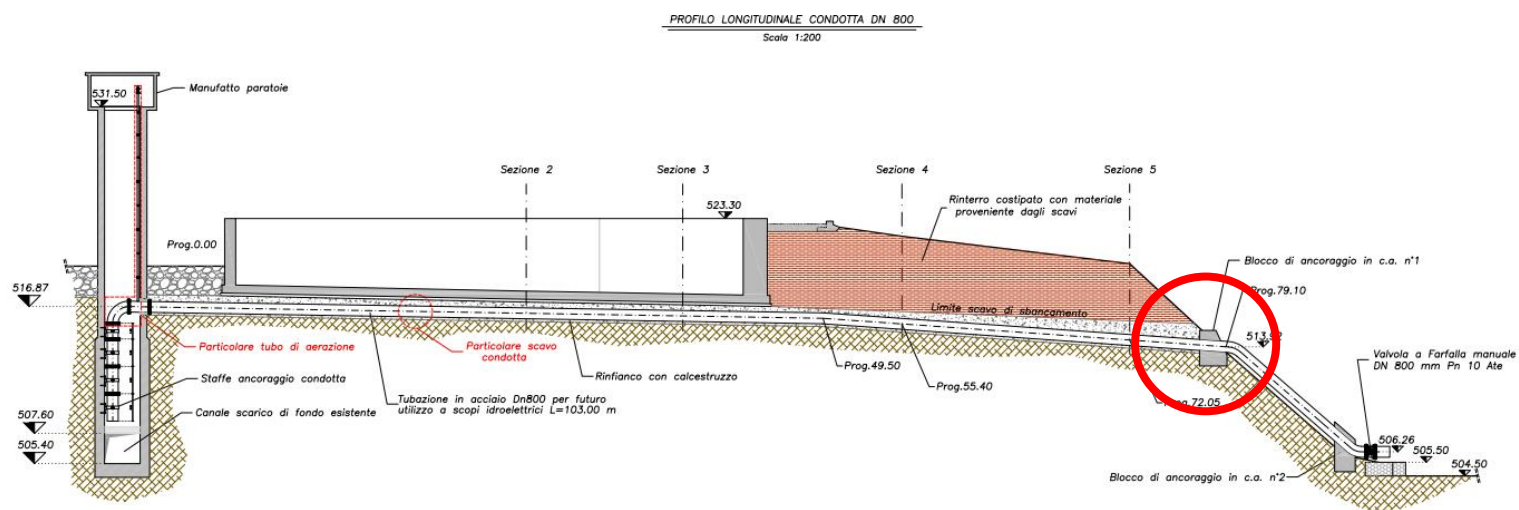 PROFILO LONGITUDINALE CONDOTTA DN 800
Scala 1:200
531.50
Manufatto paratoie
Sezione 2
Sezione 3
Sezione 4
Sezione 5
Rinterro costipato con materiale
proveniente dagli scavi
523.30
Prog.0.00
Blocco di ancoraggio in c.a. n°1
516.87
Prog.79.10
Limite scavo di sbancamento
513.92
Particolare tubo di aerazione
Particolare scavo
condotta
Valvola a Farfalla manuale
DN 800 mm Pn 10 Ate
Prog.49.50
Staffe ancoraggio condotta
Rinfianco con calcestruzzo
Prog.55.40
Tubazione in acciaio Dn800 per futuro
utilizzo a scopi idroelettrici L=103.00 m
Prog.72.05
Canale scarico di fondo esistente
507.60
505.40
506.26
505.50
504.50
Blocco di ancoraggio in c.a. n°2